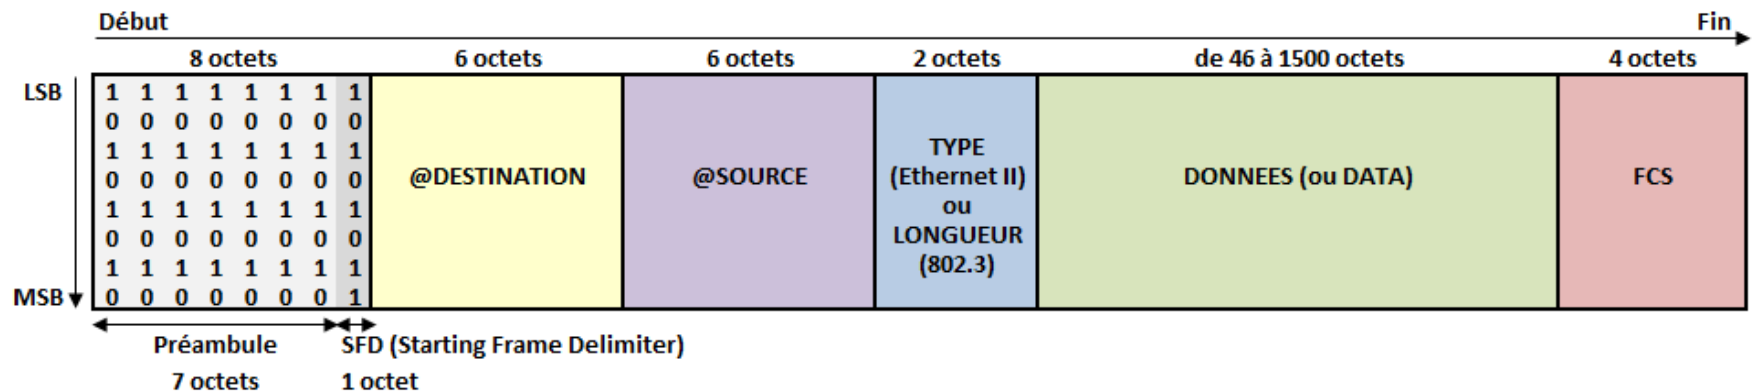 Début Fin
8 octets 6 octets 6 octets 2 octets de 46 à 1500 octets 4 octets
LSB 1 1 1 1 1 1 1 1
0 0 0 0 0 0 0 0
1 1 1 1 1 1 1 1 TYPE
0 0 0 0 0 0 0 0 @DESTINATION @SOURCE (Ethernet II) DONNEES (ou DATA) FCS
1 1 1 1 1 1 1 1 ou
0 0 0 0 0 0 0 0 LONGUEUR
1 1 1 1 1 1 1 1 (802.3)
MSB 0 0 0 0 0 0 0 1
Préambule SFD (Starting Frame Delimiter)
7 octets 1 octet